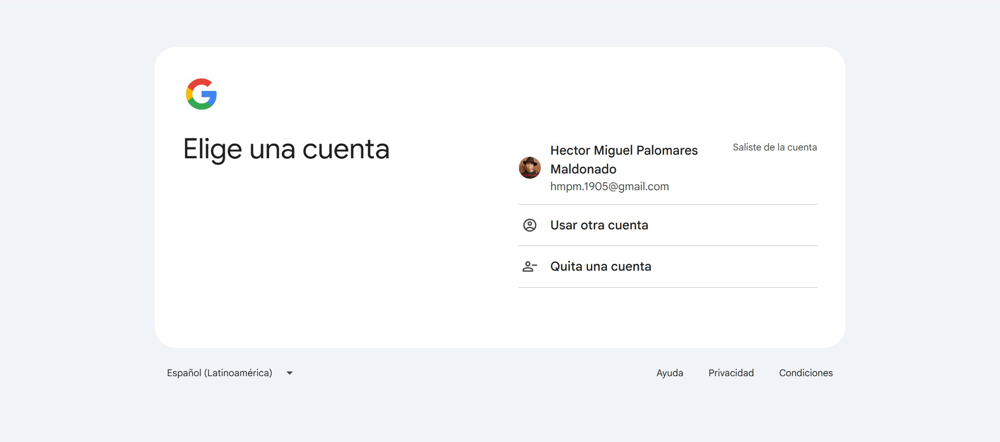 Elige una cuenta
Hector Miguel Palomares
Maldonado
hmpm.1905@gmail.com
Saliste de la cuenta
Usar otra cuenta
Quita una cuenta
Español (Latinoamérica)
Ayuda
Privacidad
Condiciones